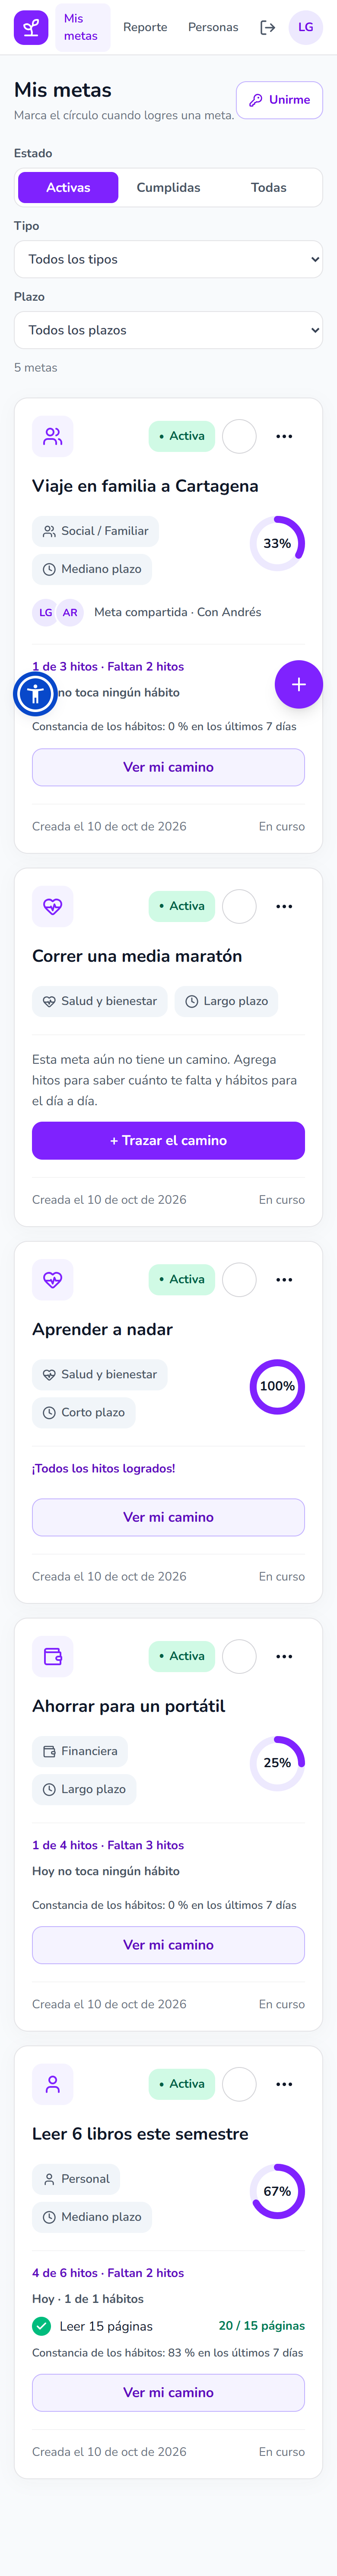 Mis
metas
Reporte
Personas
LG
Mis metas
Marca el círculo cuando logres una meta.
Unirme
Estado
Activas
Cumplidas
Todas
Tipo
Todos los tipos
Plazo
Todos los plazos
5 metas
• Activa
Viaje en familia a Cartagena
Social / Familiar
Mediano plazo
33%
LG AR Meta compartida · Con Andrés
1 de 3 hitos · Faltan 2 hitos
no toca ningún hábito
Constancia de los hábitos: 0 % en los últimos 7 días
Ver mi camino
Creada el 10 de oct de 2026
En curso
• Activa
Correr una media maratón
Salud y bienestar
Largo plazo
Esta meta aún no tiene un camino. Agrega
hitos para saber cuánto te falta y hábitos para
el día a día.
+ Trazar el camino
Creada el 10 de oct de 2026
En curso
• Activa
Aprender a nadar
Salud y bienestar
Corto plazo
100%
¡Todos los hitos logrados!
Ver mi camino
Creada el 10 de oct de 2026
En curso
• Activa
Ahorrar para un portátil
Financiera
Largo plazo
25%
1 de 4 hitos · Faltan 3 hitos
Hoy no toca ningún hábito
Constancia de los hábitos: 0 % en los últimos 7 días
Ver mi camino
Creada el 10 de oct de 2026
En curso
• Activa
Leer 6 libros este semestre
Personal
Mediano plazo
67%
4 de 6 hitos · Faltan 2 hitos
Hoy · 1 de 1 hábitos
Leer 15 páginas
20 / 15 páginas
Constancia de los hábitos: 83 % en los últimos 7 días
Ver mi camino
Creada el 10 de oct de 2026
En curso